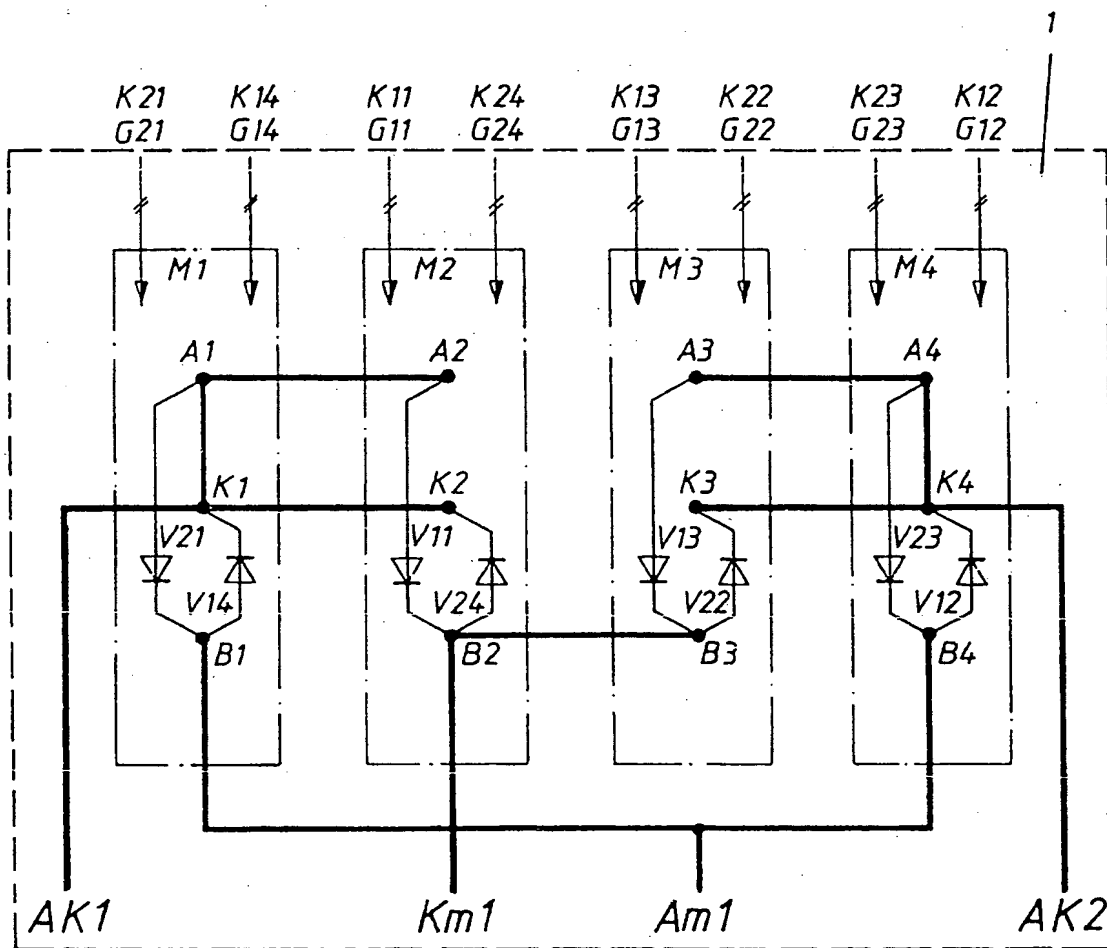 1
K21 K14 K11 K24 K13 K22 K23 K12
G21 G14 G11 G24 G13 G22 G23 G12
M1 M2 M3 M4
A1 A2 A3 A4
K1 K2 K3 K4
V21 V11 V13 V23
V14 V24 V22 V12
B1 B2 B3 B4
AK1 Km1 Am1 AK2